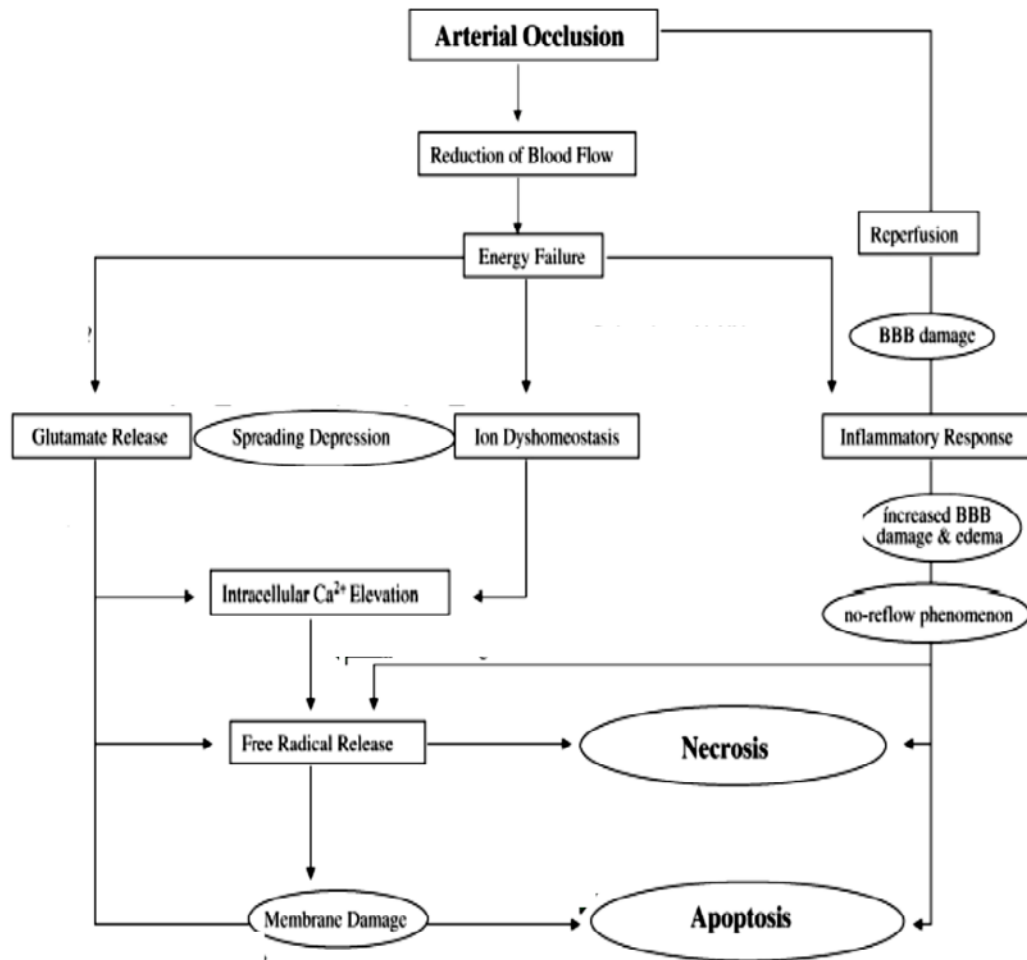 Arterial Occlusion
Reduction of Blood Flow
Reperfusion
Energy Failure
BBB damage
Glutamate Release
Spreading Depression
Ion Dyshomeostasis
Inflammatory Response
increased BBB
damage & edema
Intracellular Ca²⁺ Elevation
no-reflow phenomenon
Free Radical Release
Necrosis
Membrane Damage
Apoptosis